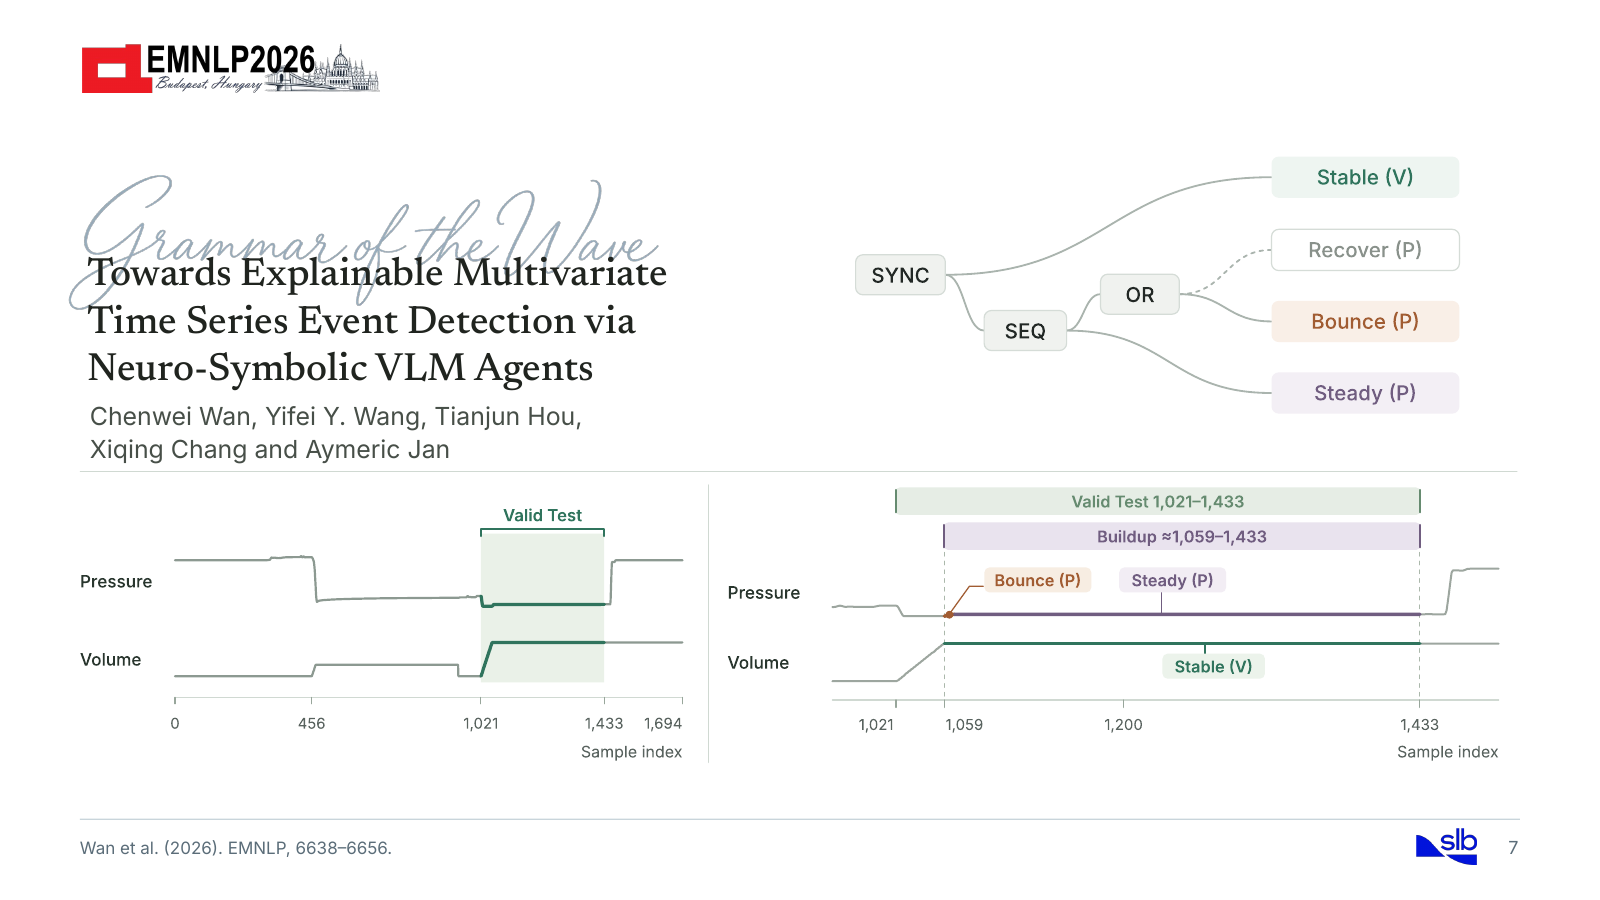 EMNLP2026
Budapest, Hungary
Grammar of the Wave
Towards Explainable Multivariate
Time Series Event Detection via
Neuro-Symbolic VLM Agents
Chenwei Wan, Yifei Y. Wang, Tianjun Hou,
Xiqing Chang and Aymeric Jan
SYNC
SEQ
OR
Stable (V)
Recover (P)
Bounce (P)
Steady (P)
Valid Test
Pressure
Volume
0 456 1,021 1,433 1,694
Sample index
Valid Test 1,021–1,433
Buildup ≈1,059–1,433
Bounce (P) Steady (P)
Pressure
Volume
Stable (V)
1,021 1,059 1,200 1,433
Sample index
Wan et al. (2026). EMNLP, 6638–6656.
slb
7